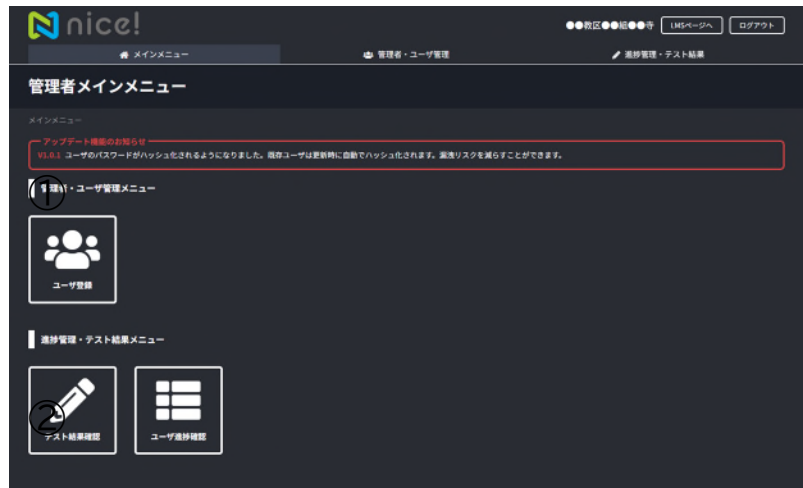 nice!
●●教区●●組●●寺 LMSページへ ログアウト
メインメニュー 管理者・ユーザ管理 進捗管理・テスト結果
管理者メインメニュー
メインメニュー
アップデート機能のお知らせ
V1.0.1 ユーザのパスワードがハッシュ化されるようになりました。既存ユーザは更新時に自動でハッシュ化されます。漏洩リスクを減らすことができます。
① 管理者・ユーザ管理メニュー
ユーザ登録
進捗管理・テスト結果メニュー
②
テスト結果確認 ユーザ進捗確認